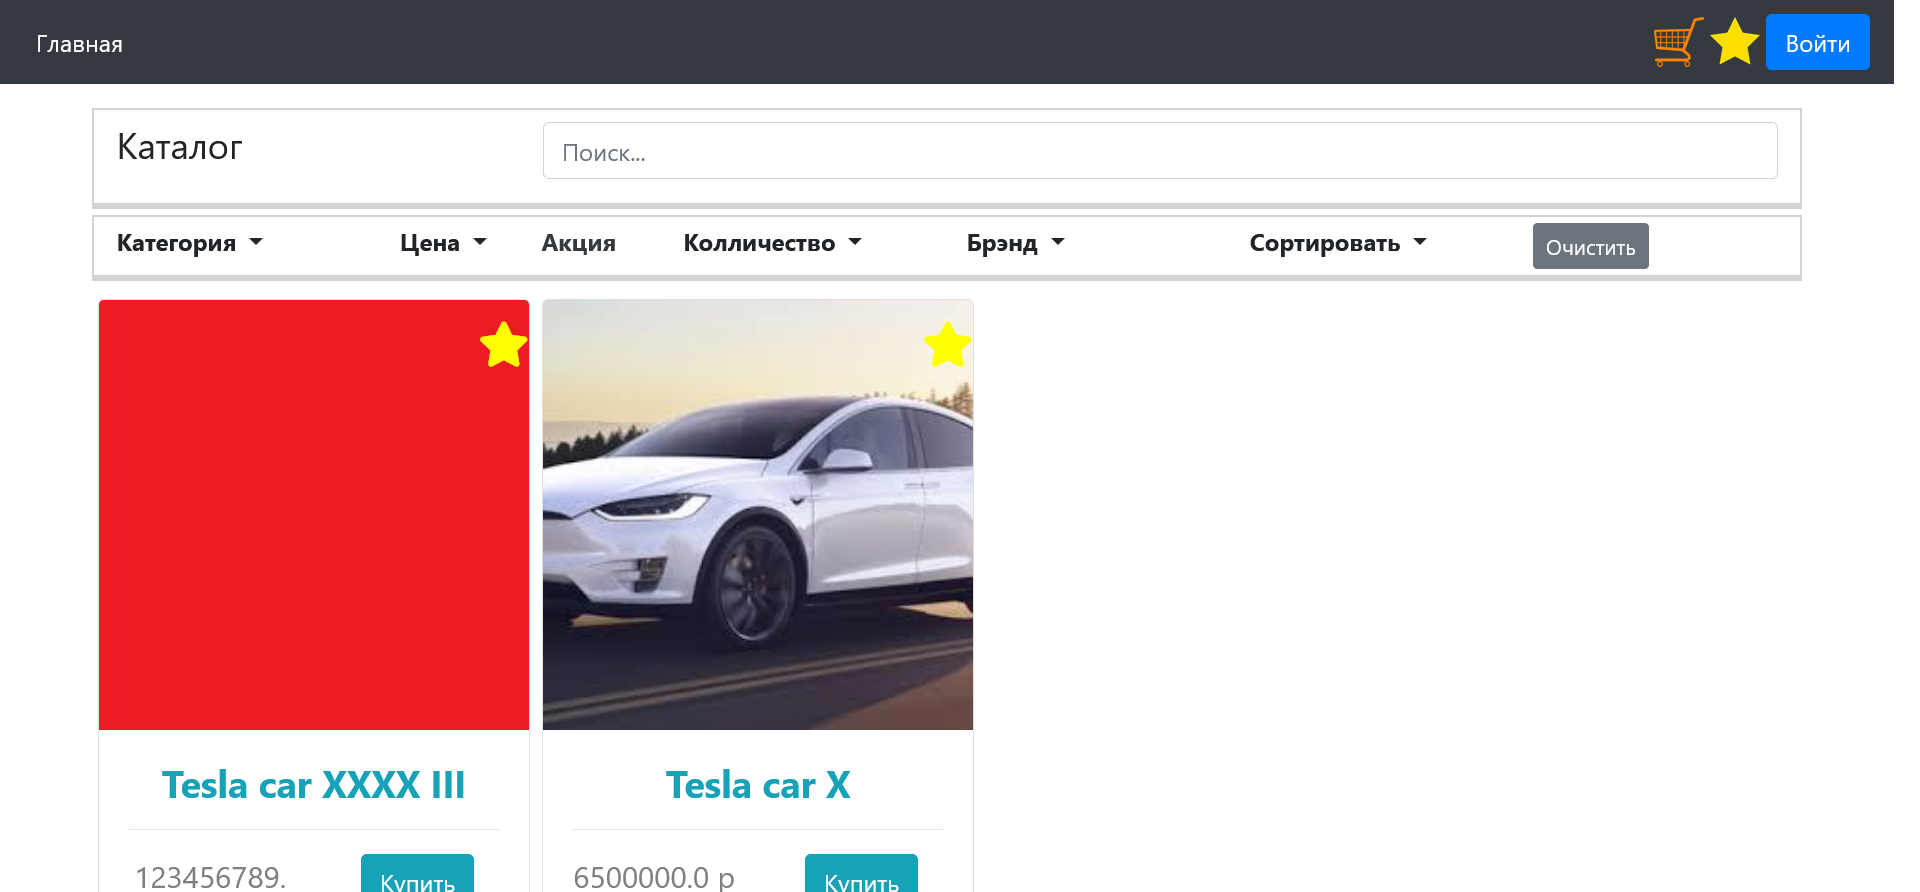 Главная Войти
Каталог Поиск...
Категория Цена Акция Колличество Брэнд Сортировать Очистить
Tesla car XXXX III Tesla car X
123456789. Купить 6500000.0 р Купить